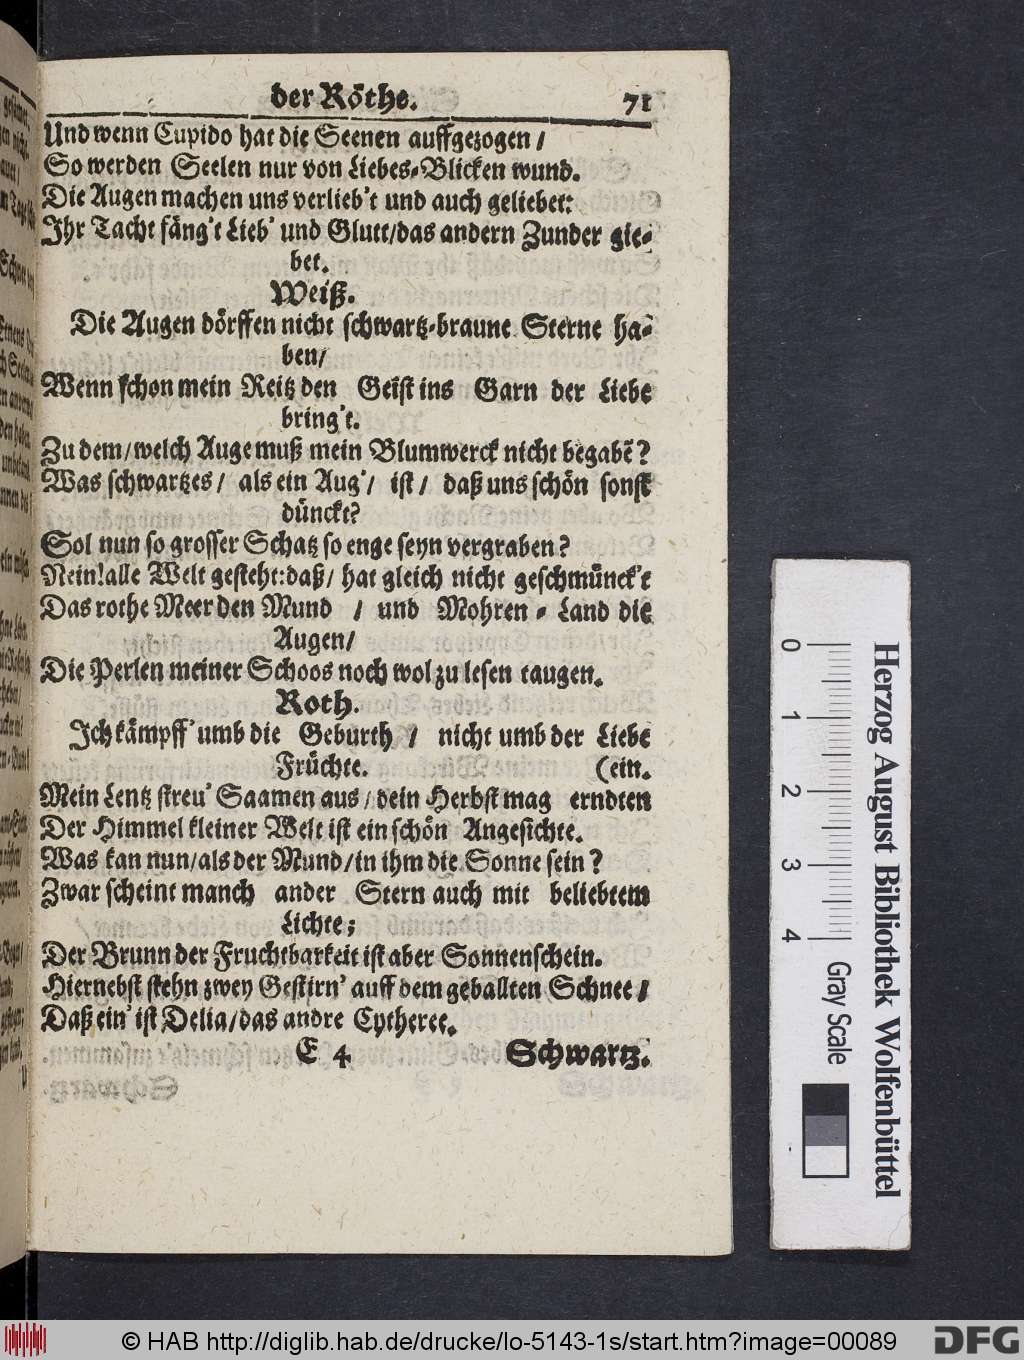 der Röthe. 71
Und wenn Cupido hat die Seenen auffgezogen /
So werden Seelen nur von Liebes-Blicken wund.
Die Augen machen uns verlieb't und auch geliebet:
Ihr Tacht fäng't Lieb' und Glutt/das andern Zunder gie-
bet.
Weiß.
Die Augen dörffen nicht schwartz-braune Sterne ha-
ben/
Wenn schon mein Reitz den Geist ins Garn der Liebe
bring't.
Zu dem/welch Auge muß mein Blumwerck nicht begabē?
Was schwartzes / als ein Aug' / ist / daß uns schön sonst
dünckt?
Sol nun so grosser Schatz so enge seyn vergraben?
Nein!alle Welt gesteht:daß/ hat gleich nicht geschmünck't
Das rothe Meer den Mund / und Mohren-Land die
Augen/
Die Perlen meiner Schoos noch wol zu lesen taugen.
Roth.
Ich kämpff' umb die Geburth / nicht umb der Liebe
Früchte. (ein.
Mein Lentz streu' Saamen aus / dein Herbst mag erndten
Der Himmel kleiner Welt ist ein schön Angesichte.
Was kan nun/als der Mund/in ihm die Sonne sein?
Zwar scheint manch ander Stern auch mit beliebtem
Lichte;
Der Brunn der Fruchtbarkeit ist aber Sonnenschein.
Hiernebst stehn zwey Gestirn' auff dem geballten Schnee /
Daß ein' ist Delia/das andre Cytheree.
E 4 Schwartz.
0 1 2 3 4 Gray Scale
Herzog August Bibliothek Wolfenbüttel
© HAB http://diglib.hab.de/drucke/lo-5143-1s/start.htm?image=00089
DFG